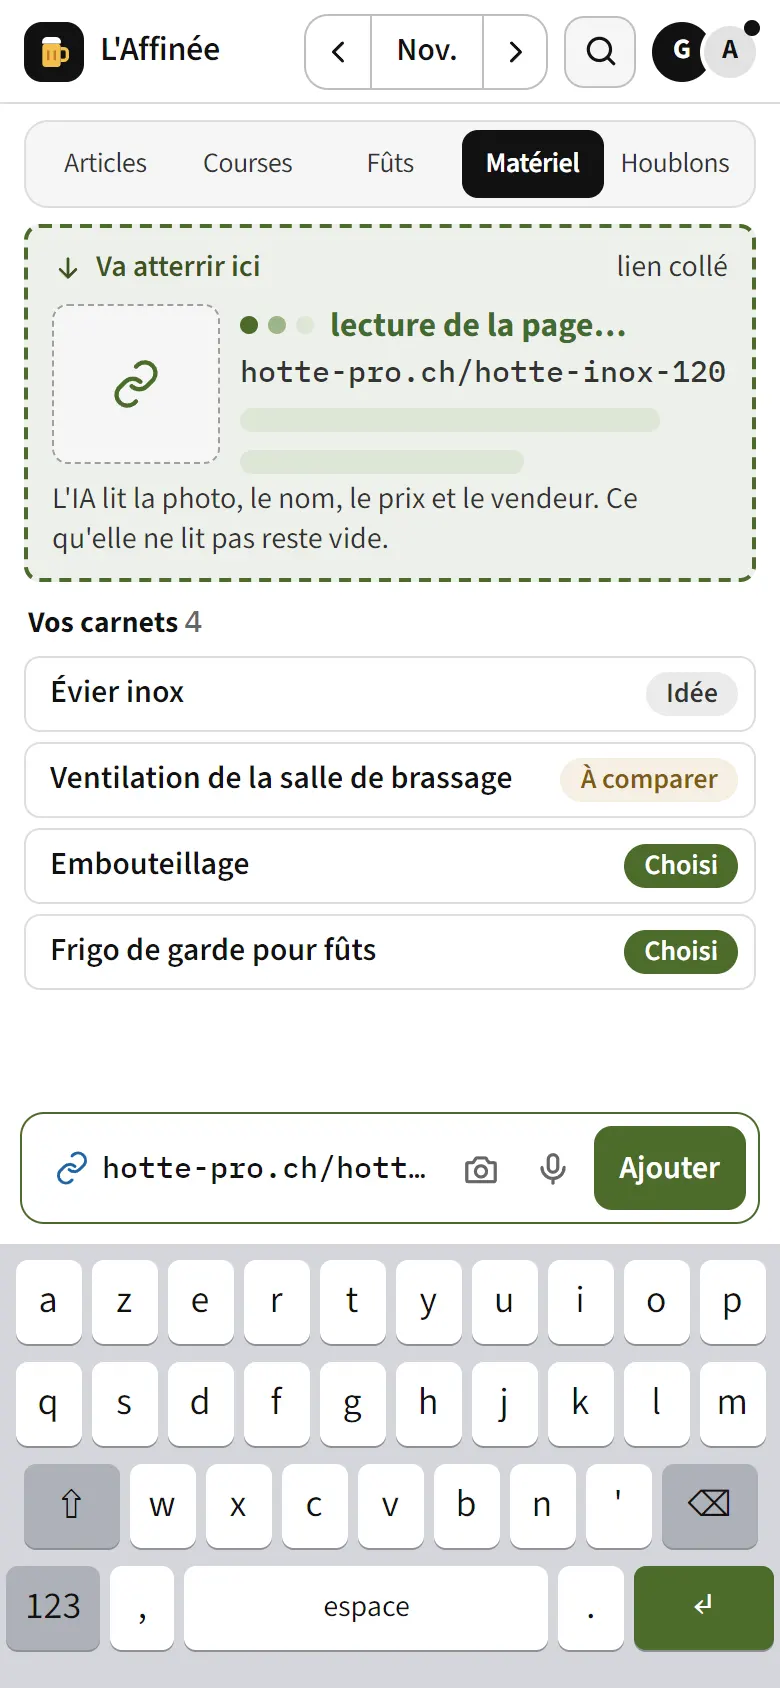 L'Affinée
Nov.
G
A
Articles
Courses
Fûts
Matériel
Houblons
Va atterrir ici
lien collé
lecture de la page...
hotte-pro.ch/hotte-inox-120
L'IA lit la photo, le nom, le prix et le vendeur. Ce
qu'elle ne lit pas reste vide.
Vos carnets 4
Évier inox
Idée
Ventilation de la salle de brassage
À comparer
Embouteillage
Choisi
Frigo de garde pour fûts
Choisi
hotte-pro.ch/hott...
Ajouter
a z e r t y u i o p
q s d f g h j k l m
⇧ w x c v b n ' ⌫
123 , espace . ↵